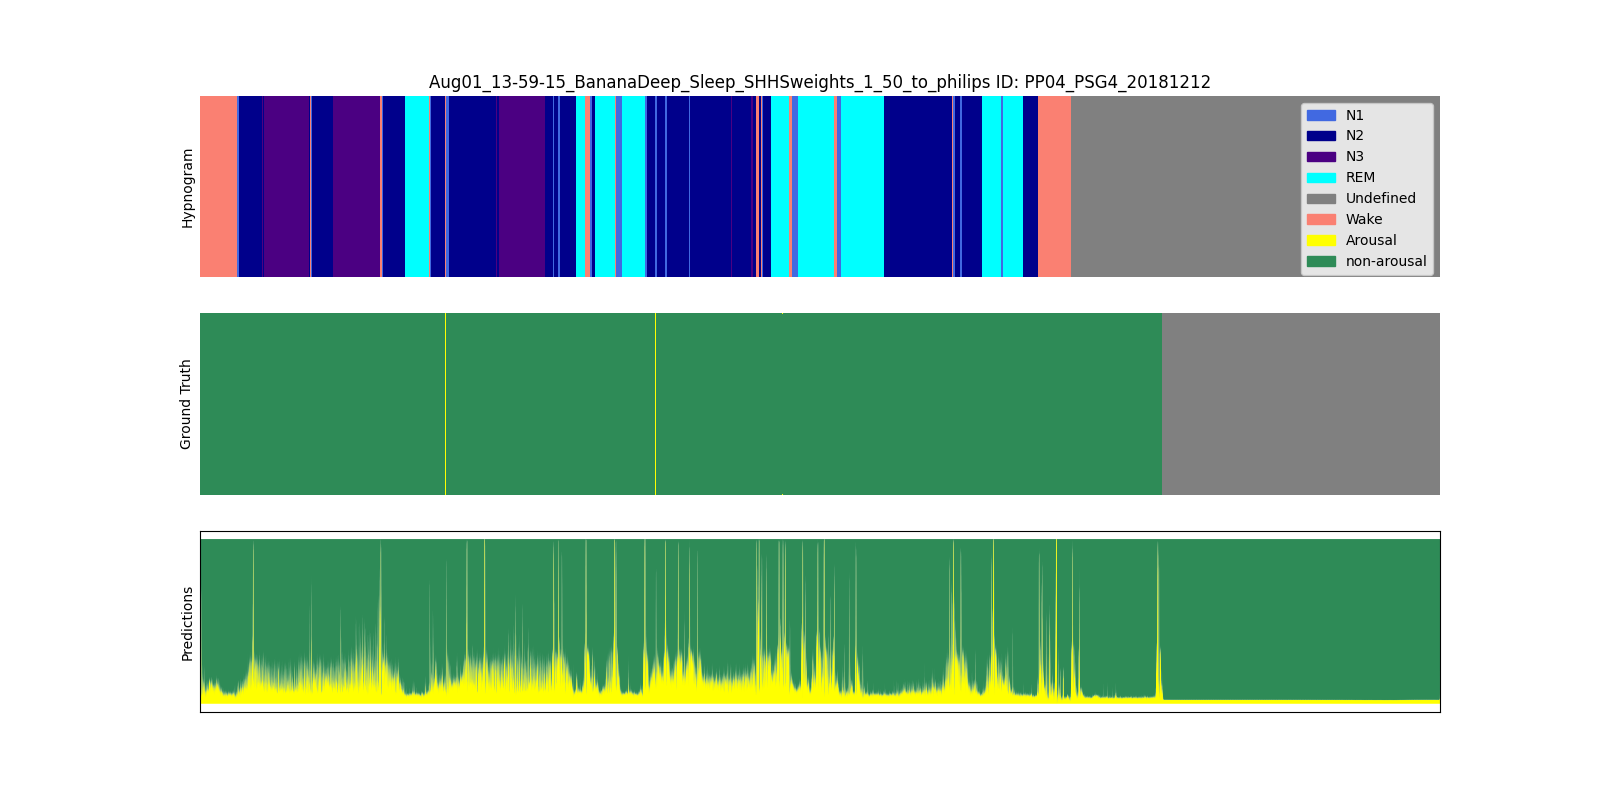 Aug01_13-59-15_BananaDeep_Sleep_SHHSweights_1_50_to_philips ID: PP04_PSG4_20181212
Hypnogram
N1
N2
N3
REM
Undefined
Wake
Arousal
non-arousal
Ground Truth
Predictions